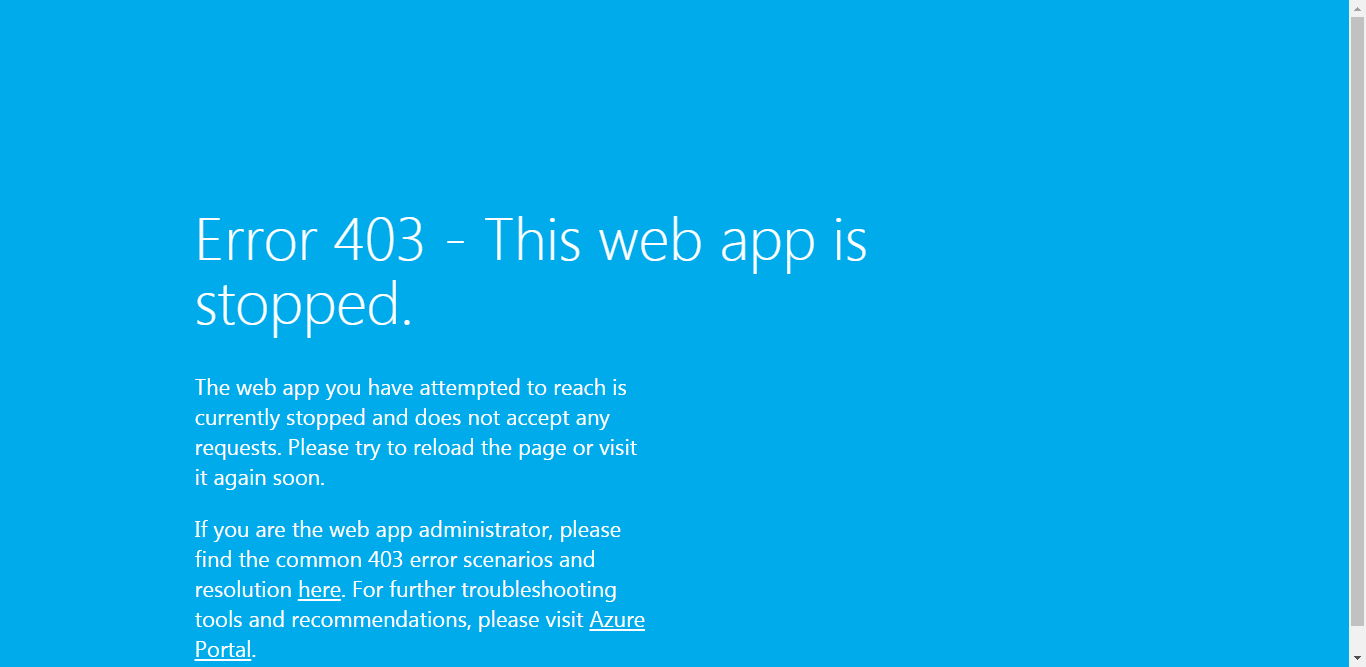 Error 403 - This web app is
stopped.
The web app you have attempted to reach is
currently stopped and does not accept any
requests. Please try to reload the page or visit
it again soon.
If you are the web app administrator, please
find the common 403 error scenarios and
resolution here. For further troubleshooting
tools and recommendations, please visit Azure
Portal.